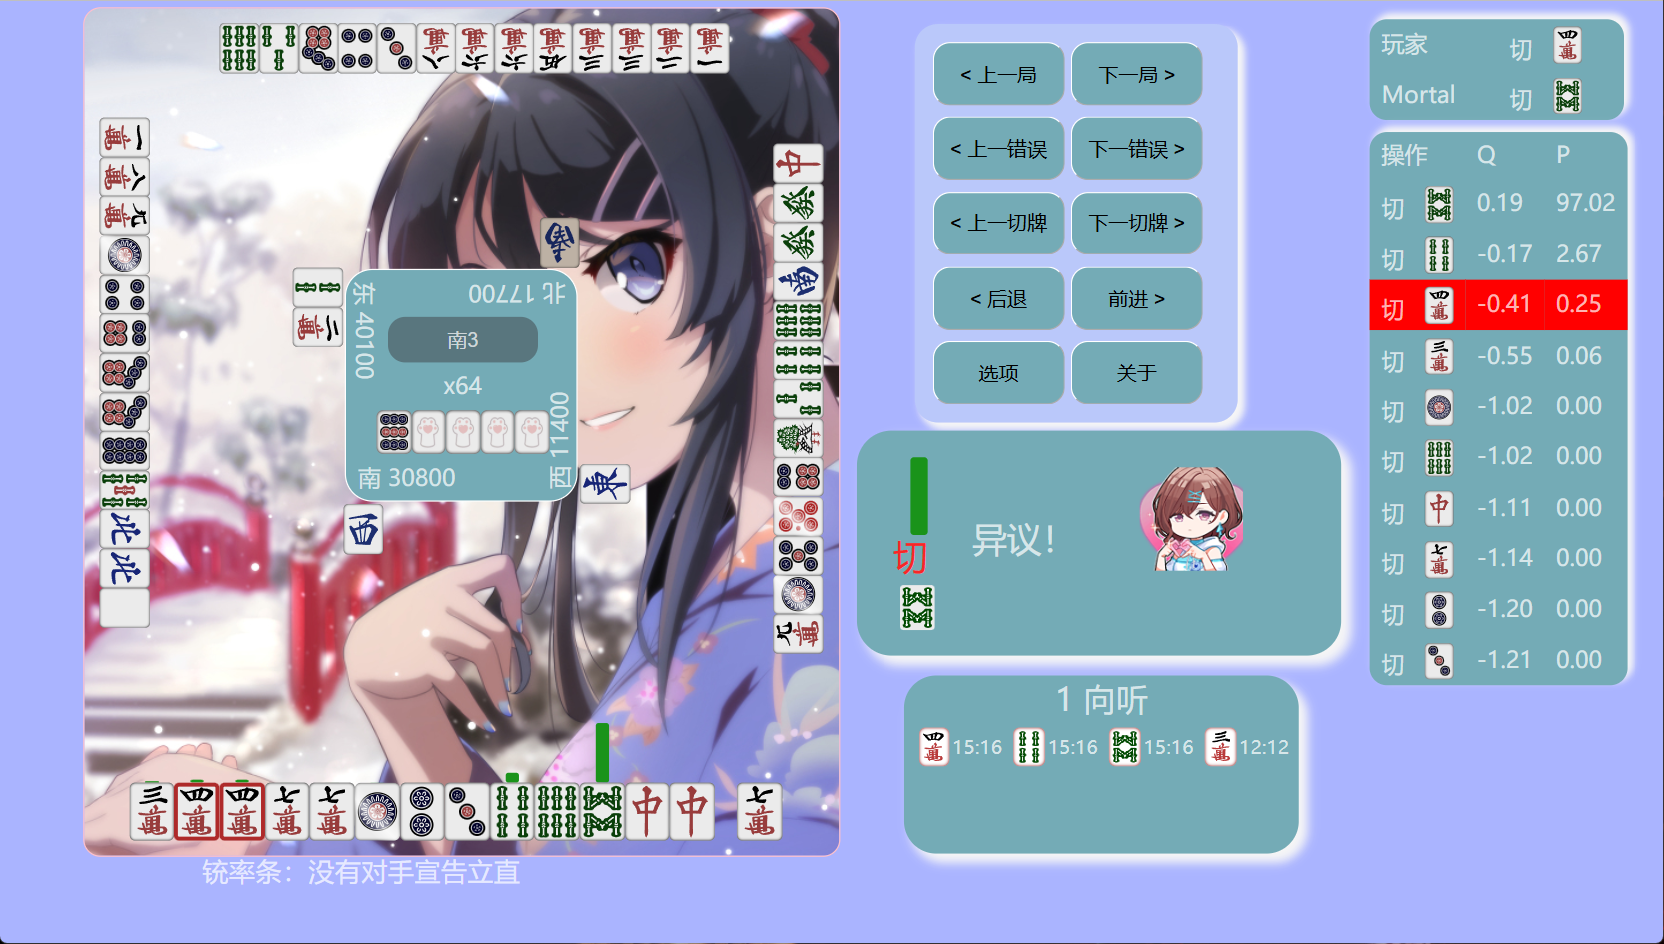 北 17700
东 40100
南3
x64
西 11400
南 30800
铳率条：没有对手宣告立直
< 上一局
下一局 >
< 上一错误
下一错误 >
< 上一切牌
下一切牌 >
< 后退
前进 >
选项
关于
切
异议！
1 向听
15:16
15:16
15:16
12:12
玩家 切
Mortal 切
操作 Q P
切 0.19 97.02
切 -0.17 2.67
切 -0.41 0.25
切 -0.55 0.06
切 -1.02 0.00
切 -1.02 0.00
切 -1.11 0.00
切 -1.14 0.00
切 -1.20 0.00
切 -1.21 0.00